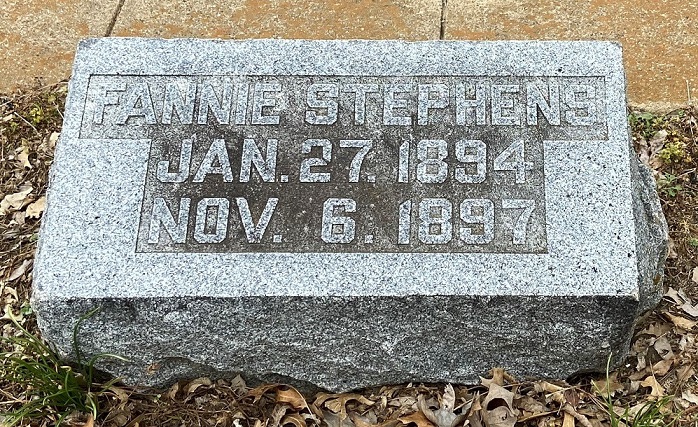 FANNIE STEPHENS
JAN. 27. 1894
NOV. 6. 1897